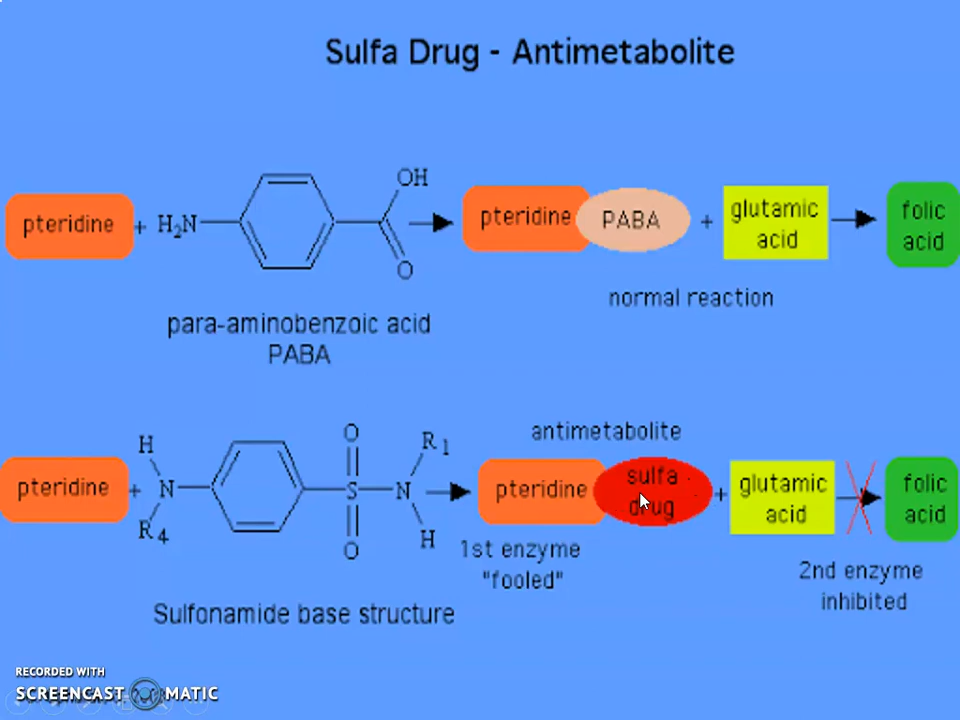 Sulfa Drug - Antimetabolite
pteridine + H₂N OH O pteridine PABA + glutamic acid folic acid
normal reaction
para-aminobenzoic acid
PABA
antimetabolite
pteridine + H N R₄ O S O R₁ N H pteridine sulfa drug + glutamic acid folic acid
1st enzyme
"fooled"
2nd enzyme
inhibited
Sulfonamide base structure
RECORDED WITH
SCREENCAST MATIC